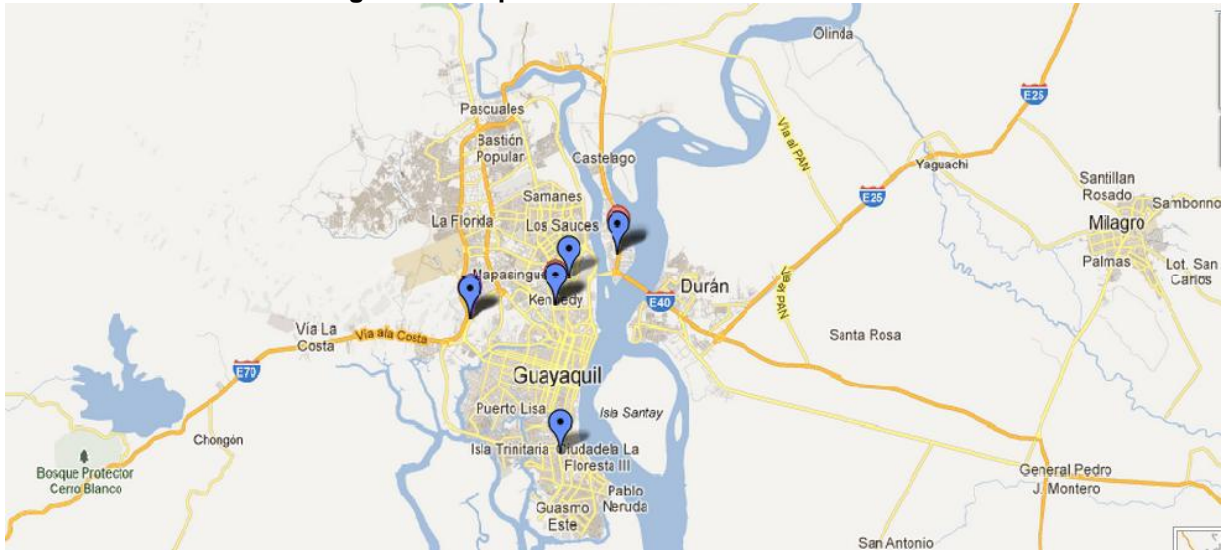 Olinda
E25
Pascuales
Vía al PAN
Bastión
Popular
Castelago
Yaguachi
Santillan
Rosado
Samanes
E25
Sambonno
La Florida
Los Sauces
Milagro
Palmas
Lot. San
Carlos
Mapasingue
Durán
Kennedy
E40
Vía al PAN
Vía La
Costa
Vía ala Costa
Santa Rosa
E70
Guayaquil
Puerto Lisa
Isla Santay
Chongón
Isla Trinitaria
Ciudadela La
Floresta III
Bosque Protector
Cerro Blanco
General Pedro
J. Montero
Pablo
Neruda
Guasmo
Este
San Antonio